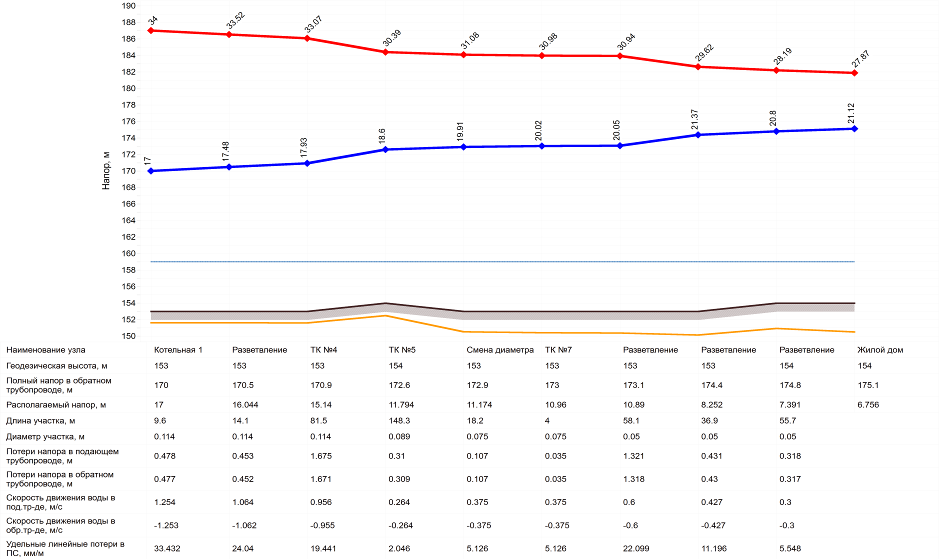 190
188
186
184
182
180
178
176
174
172
170
168
166
164
162
160
158
156
154
152
150
Напор, м
34 33.52 33.07 30.39 31.08 30.98 30.94 29.62 28.19 27.87
17 17.48 17.93 18.6 19.91 20.02 20.05 21.37 20.8 21.12
Наименование узла Котельная 1 Разветвление ТК №4 ТК №5 Смена диаметра ТК №7 Разветвление Разветвление Разветвление Жилой дом
Геодезическая высота, м 153 153 153 154 153 153 153 153 154 154
Полный напор в обратном
трубопроводе, м 170 170.5 170.9 172.6 172.9 173 173.1 174.4 174.8 175.1
Располагаемый напор, м 17 16.044 15.14 11.794 11.174 10.96 10.89 8.252 7.391 6.756
Длина участка, м 9.6 14.1 81.5 148.3 18.2 4 58.1 36.9 55.7
Диаметр участка, м 0.114 0.114 0.114 0.089 0.075 0.075 0.05 0.05 0.05
Потери напора в подающем
трубопроводе, м 0.478 0.453 1.675 0.31 0.107 0.035 1.321 0.431 0.318
Потери напора в обратном
трубопроводе, м 0.477 0.452 1.671 0.309 0.107 0.035 1.318 0.43 0.317
Скорость движения воды в
под.тр-де, м/с 1.254 1.064 0.956 0.264 0.375 0.375 0.6 0.427 0.3
Скорость движения воды в
обр.тр-де, м/с -1.253 -1.062 -0.955 -0.264 -0.375 -0.375 -0.6 -0.427 -0.3
Удельные линейные потери в
ПС, мм/м 33.432 24.04 19.441 2.046 5.126 5.126 22.099 11.196 5.548